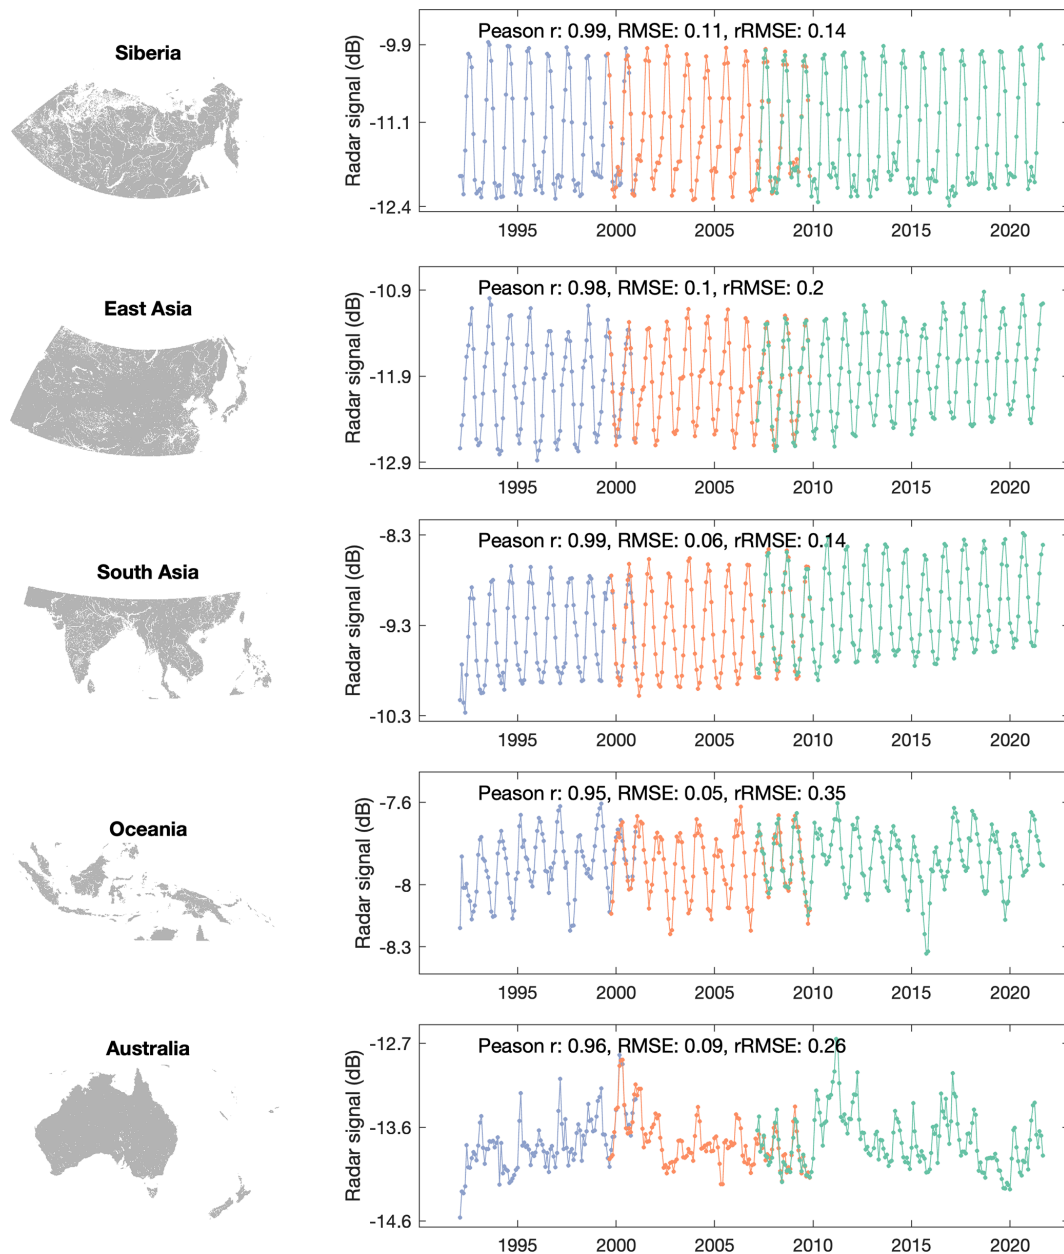 Siberia
Peason r: 0.99, RMSE: 0.11, rRMSE: 0.14
Radar signal (dB)
-9.9
-11.1
-12.4
1995 2000 2005 2010 2015 2020
East Asia
Peason r: 0.98, RMSE: 0.1, rRMSE: 0.2
Radar signal (dB)
-10.9
-11.9
-12.9
1995 2000 2005 2010 2015 2020
South Asia
Peason r: 0.99, RMSE: 0.06, rRMSE: 0.14
Radar signal (dB)
-8.3
-9.3
-10.3
1995 2000 2005 2010 2015 2020
Oceania
Peason r: 0.95, RMSE: 0.05, rRMSE: 0.35
Radar signal (dB)
-7.6
-8
-8.3
1995 2000 2005 2010 2015 2020
Australia
Peason r: 0.96, RMSE: 0.09, rRMSE: 0.26
Radar signal (dB)
-12.7
-13.6
-14.6
1995 2000 2005 2010 2015 2020